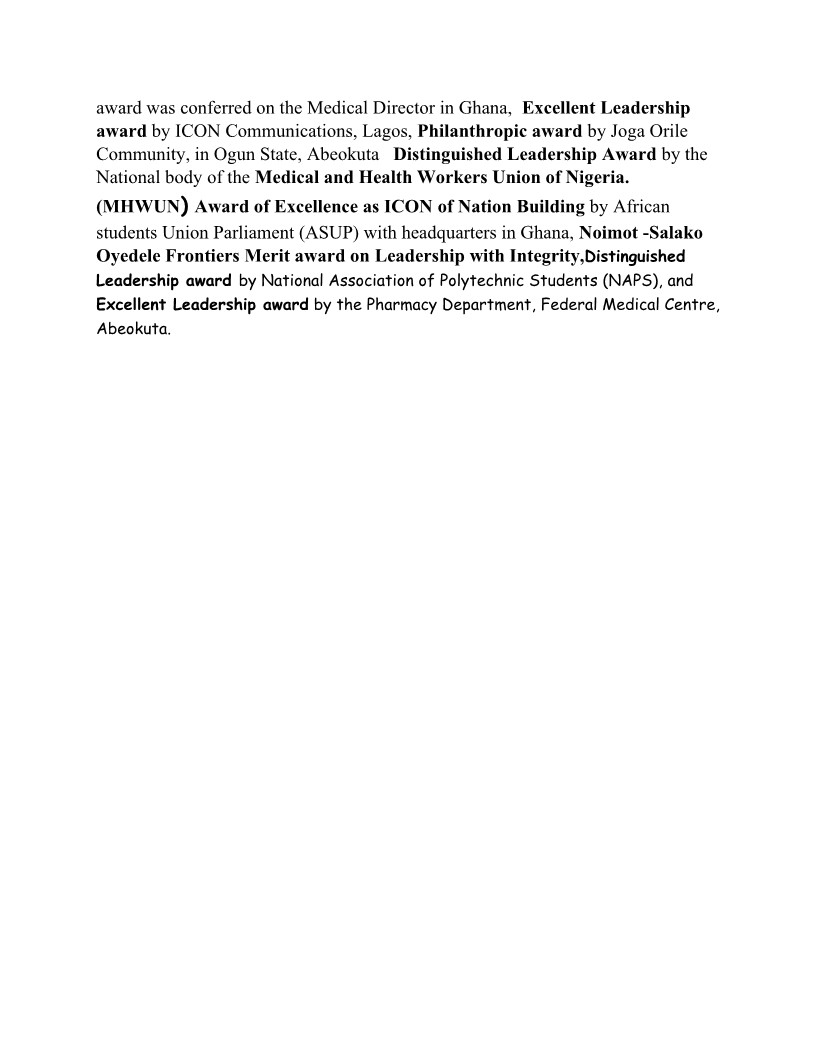 award was conferred on the Medical Director in Ghana,  Excellent Leadership
award by ICON Communications, Lagos, Philanthropic award by Joga Orile
Community, in Ogun State, Abeokuta   Distinguished Leadership Award by the
National body of the Medical and Health Workers Union of Nigeria.
(MHWUN) Award of Excellence as ICON of Nation Building by African
students Union Parliament (ASUP) with headquarters in Ghana, Noimot -Salako
Oyedele Frontiers Merit award on Leadership with Integrity,Distinguished
Leadership award by National Association of Polytechnic Students (NAPS), and
Excellent Leadership award by the Pharmacy Department, Federal Medical Centre,
Abeokuta.